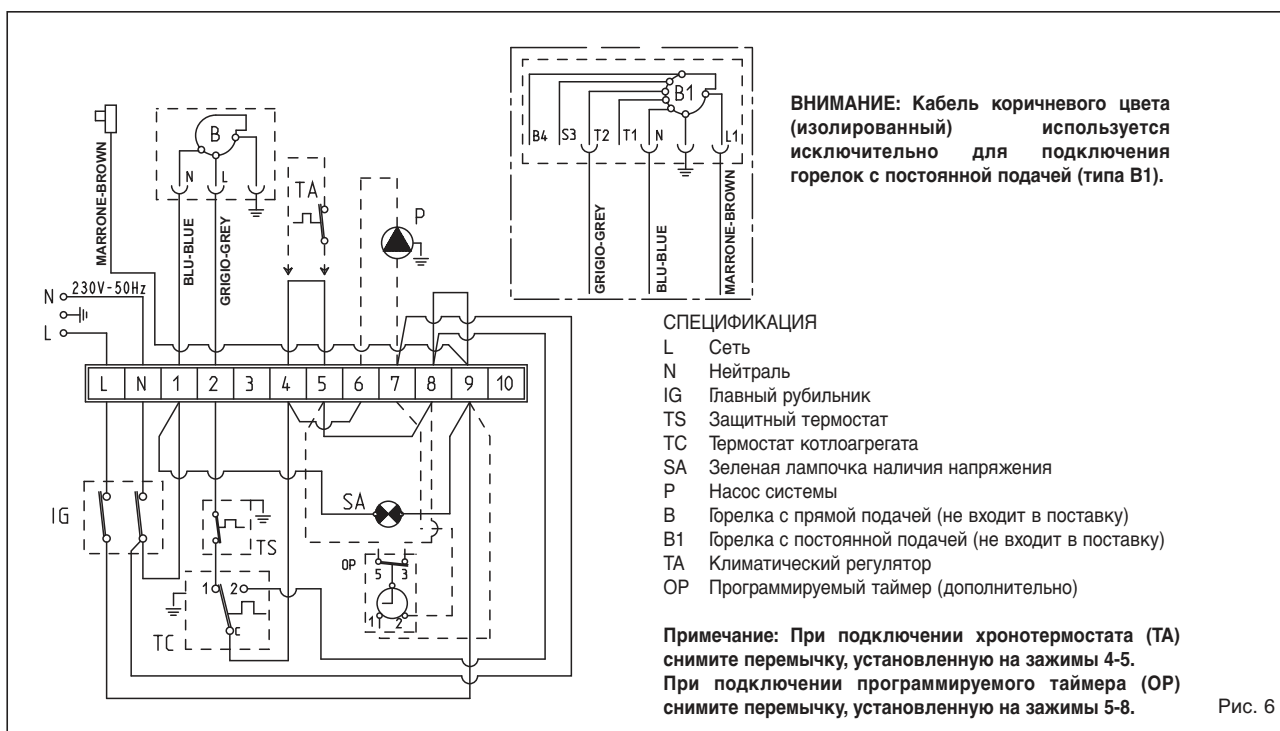 B
N
L
MARRONE-BROWN
BLU-BLUE
GRIGIO-GREY
TA
P
N 230V-50Hz
L
L N 1 2 3 4 5 6 7 8 9 10
IG
TS
SA
OP
5 3
1 2
1 2
C
TC
B1
B4 S3 T2 T1 N L1
GRIGIO-GREY
BLU-BLUE
MARRONE-BROWN
ВНИМАНИЕ: Кабель коричневого цвета
(изолированный) используется
исключительно для подключения
горелок с постоянной подачей (типа В1).
СПЕЦИФИКАЦИЯ
L Сеть
N Нейтраль
IG Главный рубильник
TS Защитный термостат
TC Термостат котлоагрегата
SA Зеленая лампочка наличия напряжения
P Насос системы
B Горелка с прямой подачей (не входит в поставку)
B1 Горелка с постоянной подачей (не входит в поставку)
TA Климатический регулятор
OP Программируемый таймер (дополнительно)
Примечание: При подключении хронотермостата (ТА)
снимите перемычку, установленную на зажимы 4-5.
При подключении программируемого таймера (ОР)
снимите перемычку, установленную на зажимы 5-8.
Рис. 6